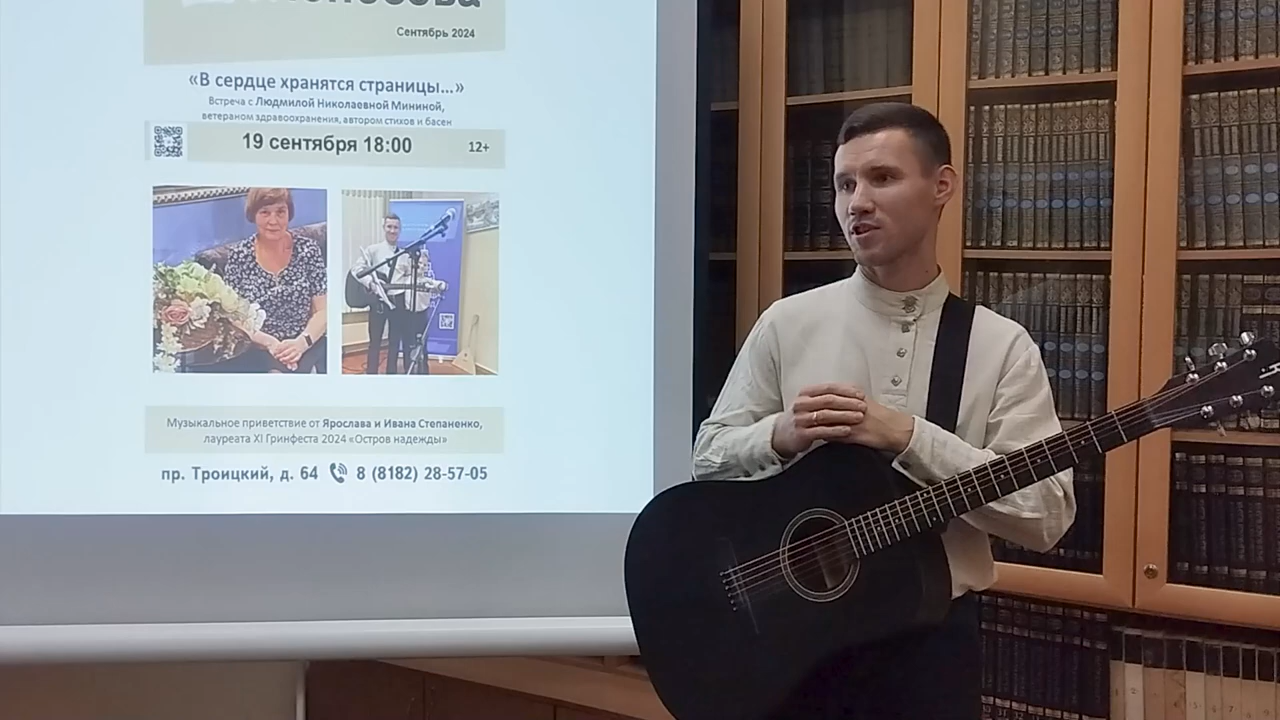 Сентябрь 2024
«В сердце хранятся страницы...»
Встреча с Людмилой Николаевной Мининой,
ветераном здравоохранения, автором стихов и басен
19 сентября 18:00
12+
Музыкальное приветствие от Ярослава и Ивана Степаненко,
лауреата XI Гринфеста 2024 «Остров надежды»
пр. Троицкий, д. 64 8 (8182) 28-57-05